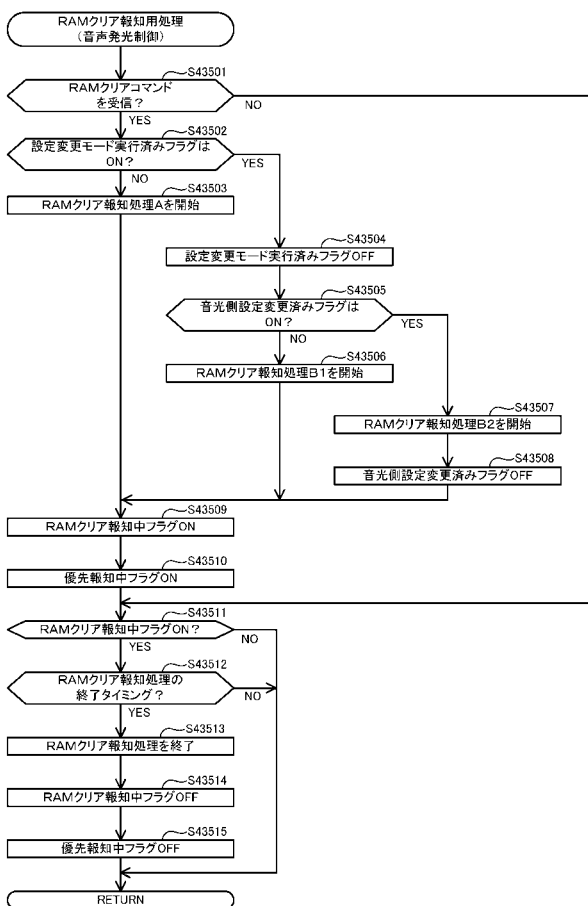 RAMクリア報知用処理
(音声発光制御)
S43501
RAMクリアコマンド
を受信?
NO
YES
S43502
設定変更モード実行済みフラグは
ON?
YES
NO
S43503
RAMクリア報知処理Aを開始
S43504
設定変更モード実行済みフラグOFF
S43505
音光側設定変更済みフラグは
ON?
YES
NO
S43506
RAMクリア報知処理B1を開始
S43507
RAMクリア報知処理B2を開始
S43508
音光側設定変更済みフラグOFF
S43509
RAMクリア報知中フラグON
S43510
優先報知中フラグON
S43511
RAMクリア報知中フラグON?
NO
YES
S43512
RAMクリア報知処理の
終了タイミング?
NO
YES
S43513
RAMクリア報知処理を終了
S43514
RAMクリア報知中フラグOFF
S43515
優先報知中フラグOFF
RETURN